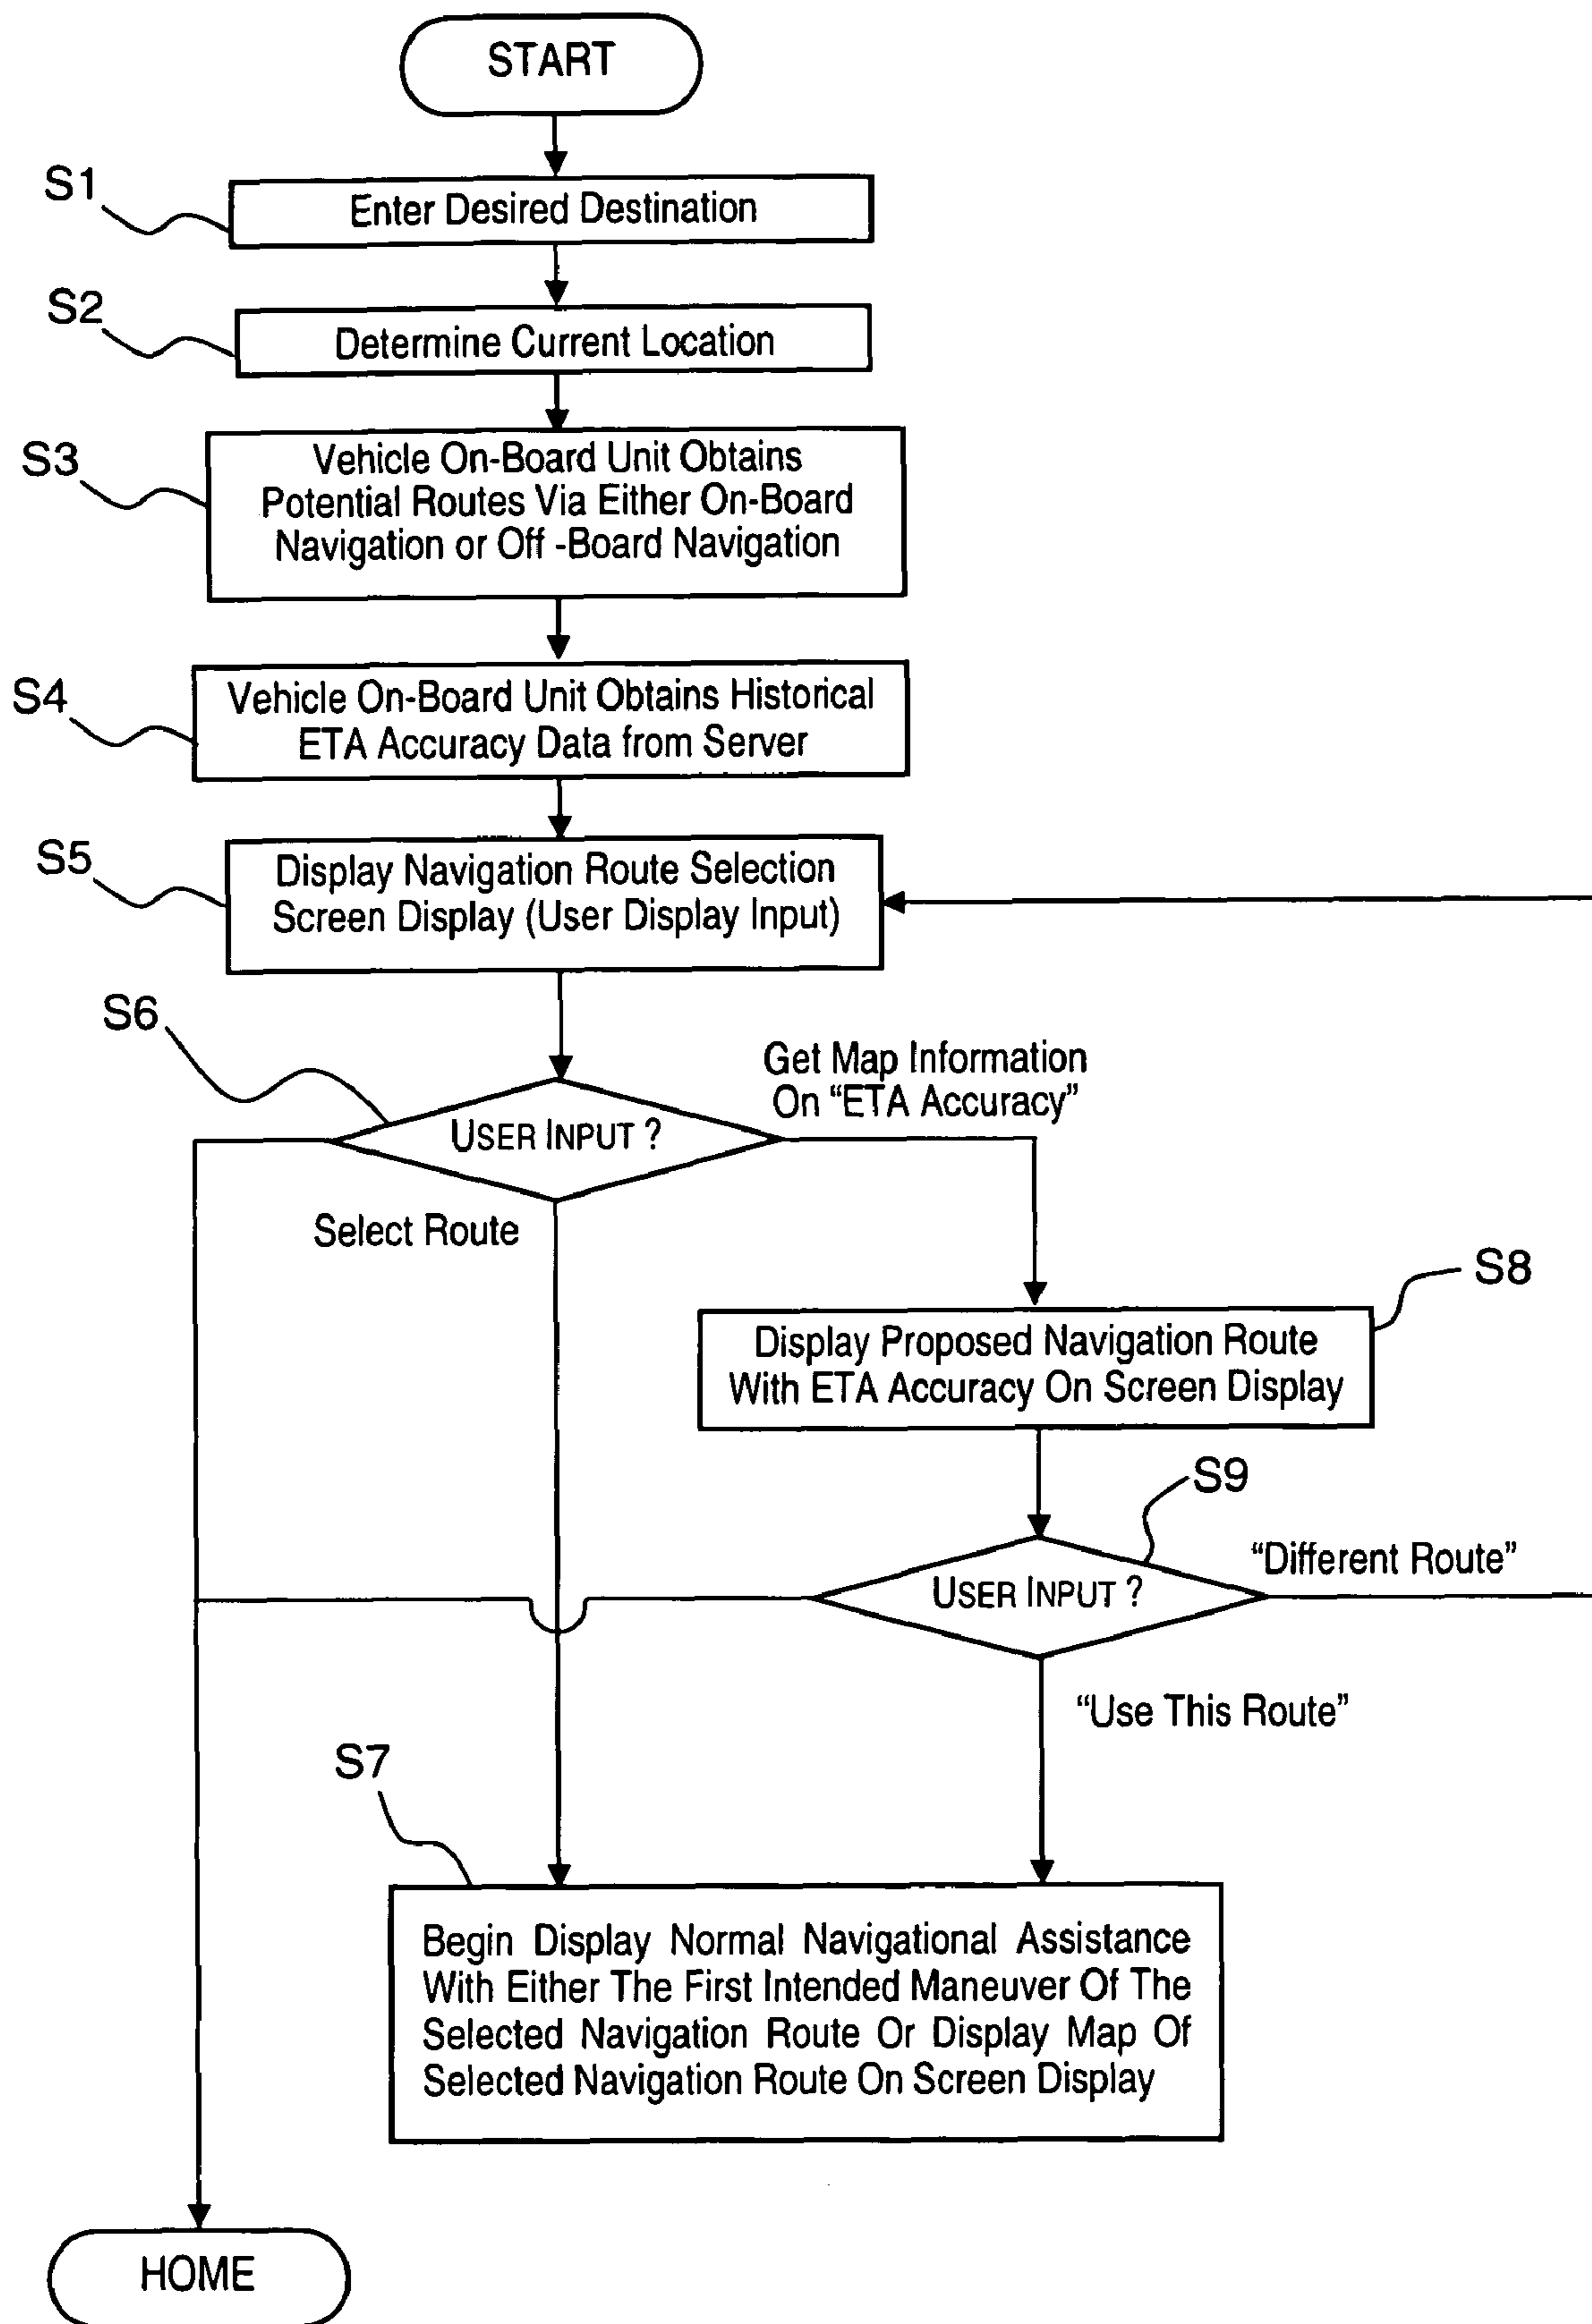 START
S1
Enter Desired Destination
S2
Determine Current Location
S3
Vehicle On-Board Unit Obtains
Potential Routes Via Either On-Board
Navigation or Off -Board Navigation
S4
Vehicle On-Board Unit Obtains Historical
ETA Accuracy Data from Server
S5
Display Navigation Route Selection
Screen Display (User Display Input)
S6
Get Map Information
On “ETA Accuracy”
USER INPUT ?
Select Route
S8
Display Proposed Navigation Route
With ETA Accuracy On Screen Display
S9
“Different Route”
USER INPUT ?
“Use This Route”
S7
Begin Display Normal Navigational Assistance
With Either The First Intended Maneuver Of The
Selected Navigation Route Or Display Map Of
Selected Navigation Route On Screen Display
HOME